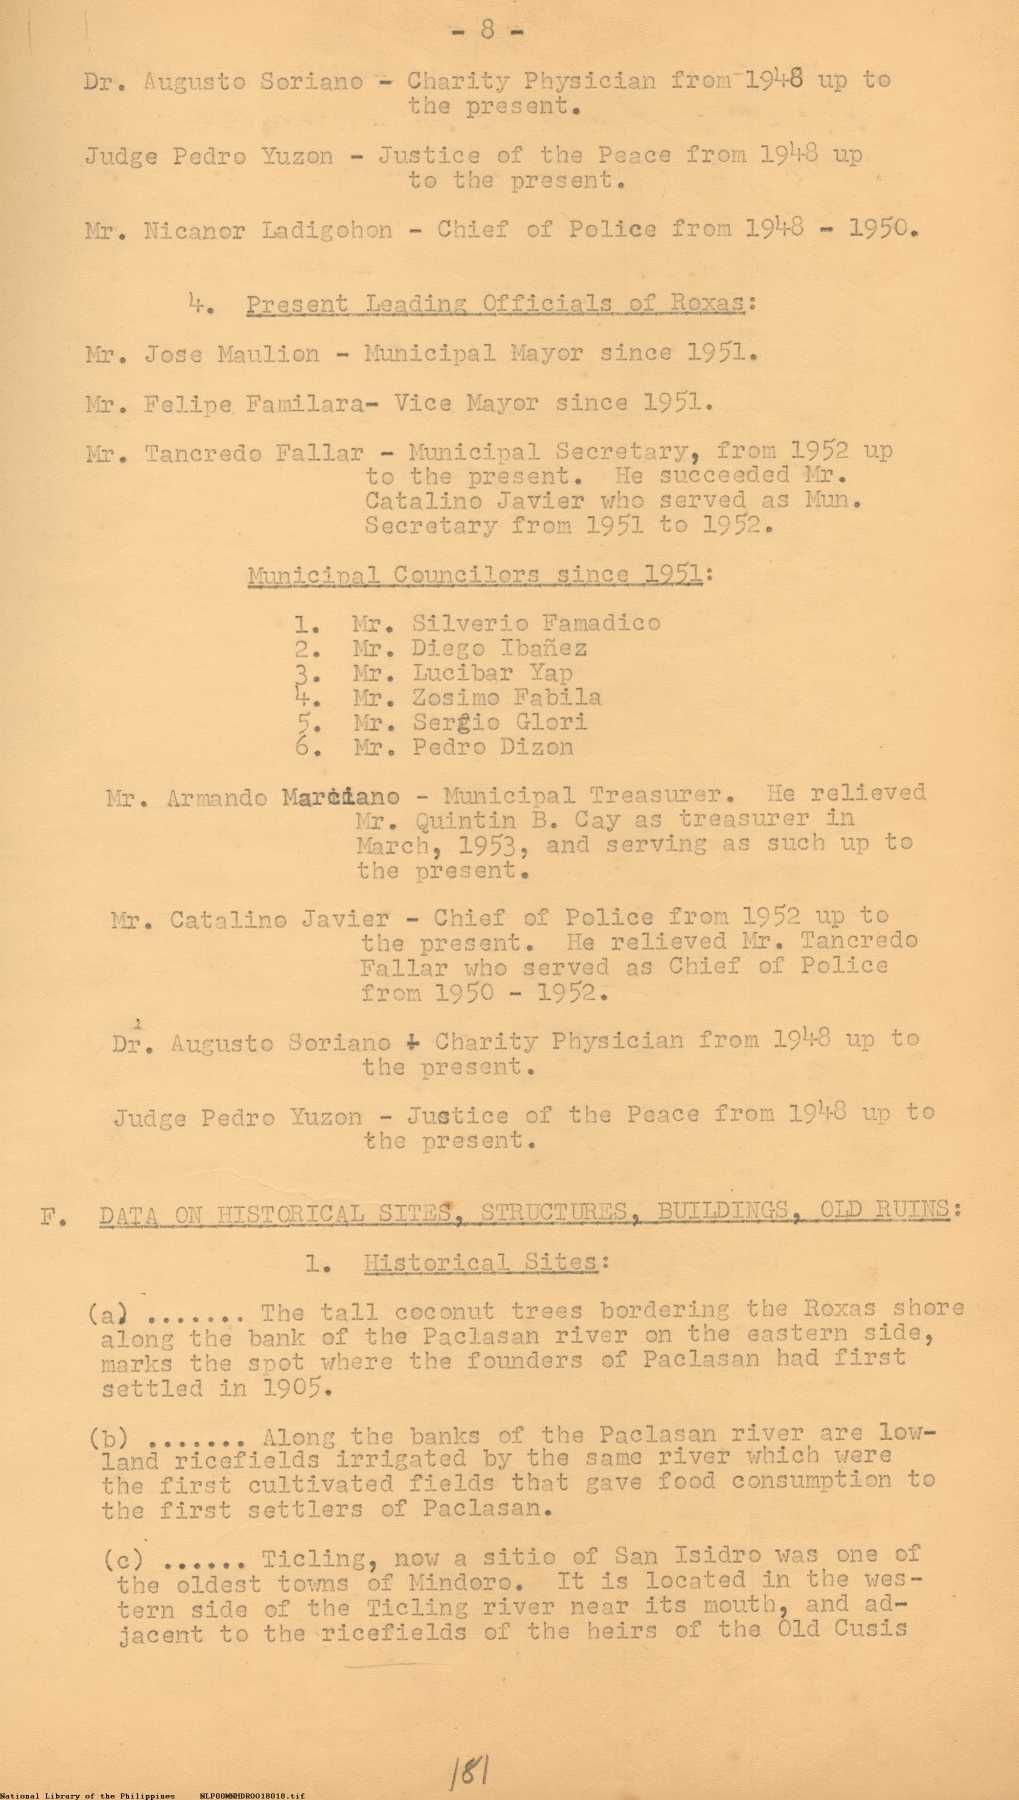 - 8 -
Dr. Augusto Soriano - Charity Physician from 1948 up to
the present.
Judge Pedro Yuzon - Justice of the Peace from 1948 up
to the present.
Mr. Nicanor Ladigohon - Chief of Police from 1948 - 1950.
4. Present Leading Officials of Roxas:
Mr. Jose Maulion - Municipal Mayor since 1951.
Mr. Felipe Familara- Vice Mayor since 1951.
Mr. Tancredo Fallar - Municipal Secretary, from 1952 up
to the present. He succeeded Mr.
Catalino Javier who served as Mun.
Secretary from 1951 to 1952.
Municipal Councilors since 1951:
1. Mr. Silverio Famadico
2. Mr. Diego Ibañez
3. Mr. Lucibar Yap
4. Mr. Zosimo Fabila
5. Mr. Sergio Glori
6. Mr. Pedro Dizon
Mr. Armando Marciano - Municipal Treasurer. He relieved
Mr. Quintin B. Cay as treasurer in
March, 1953, and serving as such up to
the present.
Mr. Catalino Javier - Chief of Police from 1952 up to
the present. He relieved Mr. Tancredo
Fallar who served as Chief of Police
from 1950 - 1952.
Dr. Augusto Soriano - Charity Physician from 1948 up to
the present.
Judge Pedro Yuzon - Justice of the Peace from 1948 up to
the present.
F. DATA ON HISTORICAL SITES, STRUCTURES, BUILDINGS, OLD RUINS:
1. Historical Sites:
(a) ....... The tall coconut trees bordering the Roxas shore
along the bank of the Paclasan river on the eastern side,
marks the spot where the founders of Paclasan had first
settled in 1905.
(b) ....... Along the banks of the Paclasan river are low-
land ricefields irrigated by the same river which were
the first cultivated fields that gave food consumption to
the first settlers of Paclasan.
(c) ...... Ticling, now a sitio of San Isidro was one of
the oldest towns of Mindoro. It is located in the wes-
tern side of the Ticling river near its mouth, and ad-
jacent to the ricefields of the heirs of the Old Cusis
181
National Library of the Philippines NLP00MNMHDR0018018.tif